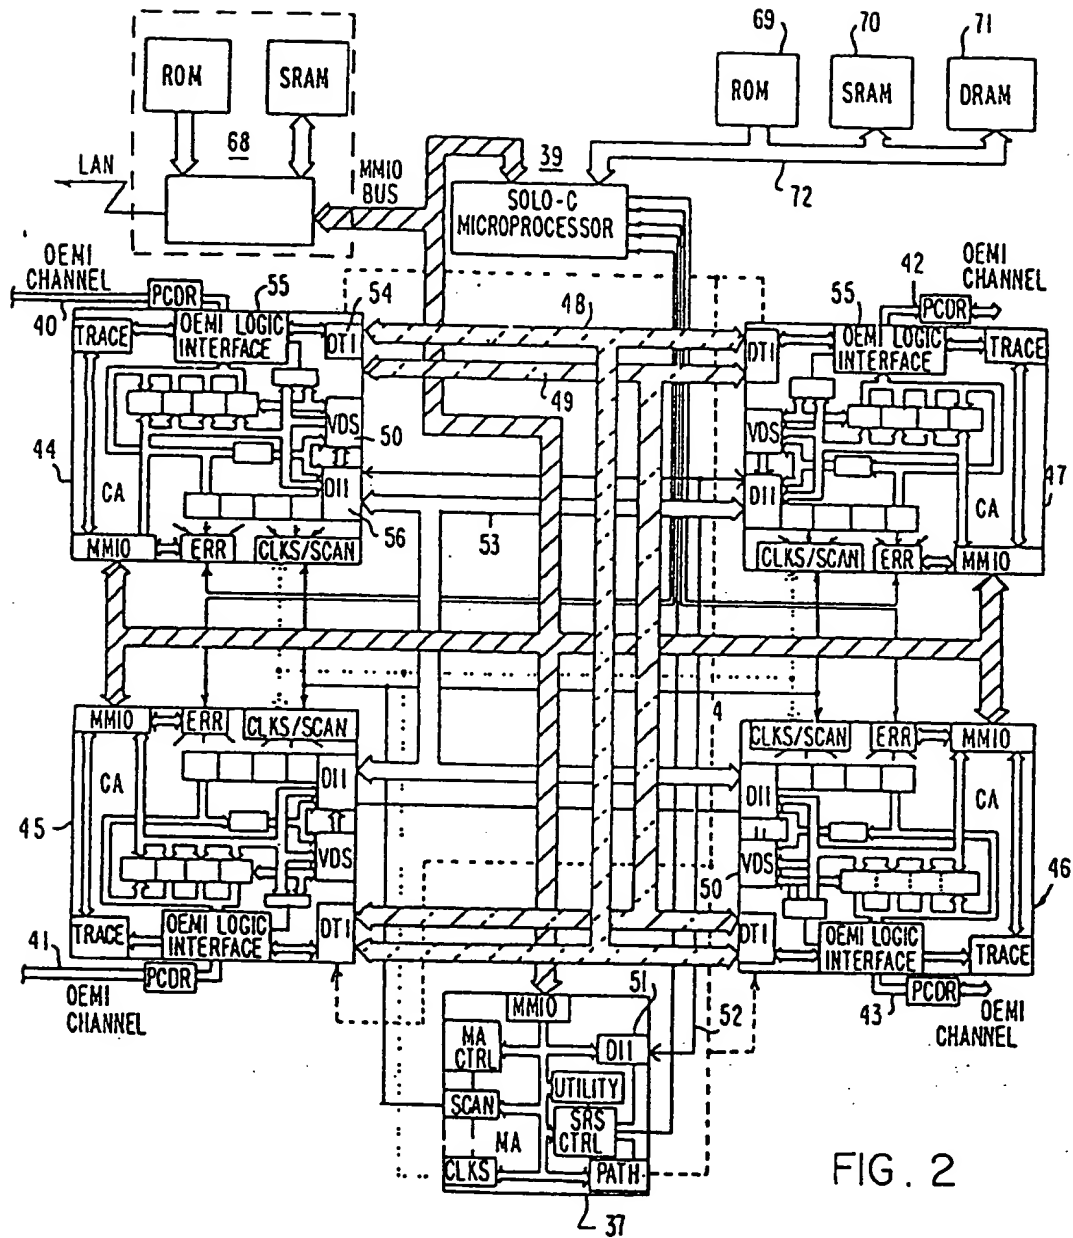 69
70
71
ROM
SRAM
ROM
SRAM
DRAM
68
LAN
MMIO
BUS
39
72
SOLO-C
MICROPROCESSOR
OEMI
CHANNEL
40
PCDR
55
54
48
55
42
PCDR
OEMI
CHANNEL
TRACE
OEMI LOGIC
INTERFACE
DTI
DTI
OEMI LOGIC
INTERFACE
TRACE
49
VDS
50
VDS
44
CA
DII
56
53
DII
CA
47
MMIO
ERR
CLKS/SCAN
CLKS/SCAN
ERR
MMIO
4
MMIO
ERR
CLKS/SCAN
CLKS/SCAN
ERR
MMIO
CA
DII
DII
CA
45
VDS
50
VDS
46
TRACE
OEMI LOGIC
INTERFACE
DTI
DTI
OEMI LOGIC
INTERFACE
TRACE
41
PCDR
OEMI
CHANNEL
43
PCDR
OEMI
CHANNEL
MMIO
51
52
MA
CTRL
DII
UTILITY
SCAN
SRS
CTRL
MA
CLKS
PATH
37
FIG. 2